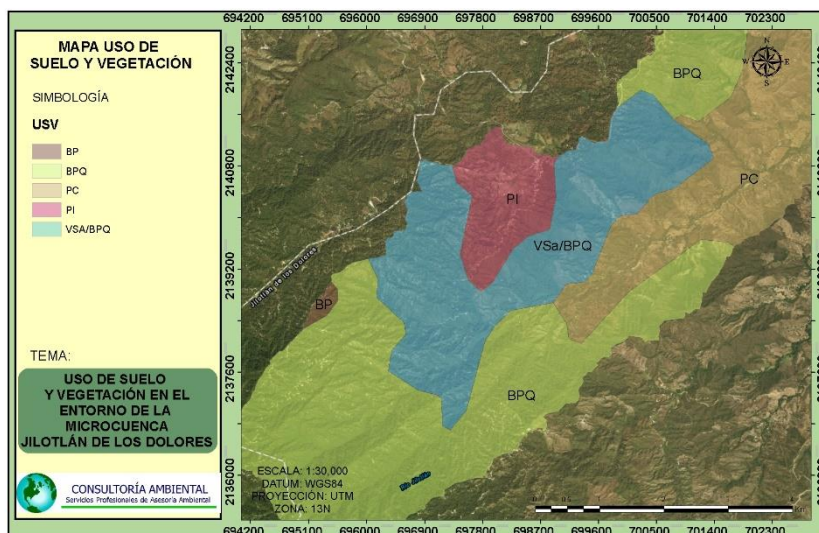 694200 695100 696000 696900 697800 698700 699600 700500 701400 702300
MAPA USO DE
SUELO Y VEGETACIÓN
SIMBOLOGÍA
USV
BP
BPQ
PC
PI
VSA/BPQ
TEMA:
USO DE SUELO
Y VEGETACIÓN EN EL
ENTORNO DE LA
MICROCUENCA
JILOTLÁN DE LOS DOLORES
CONSULTORÍA AMBIENTAL
Servicios Profesionales de Asesoría Ambiental
2142400
2140800
2139200
2137600
2136000
N
W E
S
BPQ
PC
PI
VSa/BPQ
Jilotlán de los Dolores
BP
BPQ
ESCALA: 1:30,000
DATUM: WGS84
PROYECCIÓN: UTM
ZONA: 13N
694200 695100 696000 696900 697800 698700 699600 700500 701400 702300